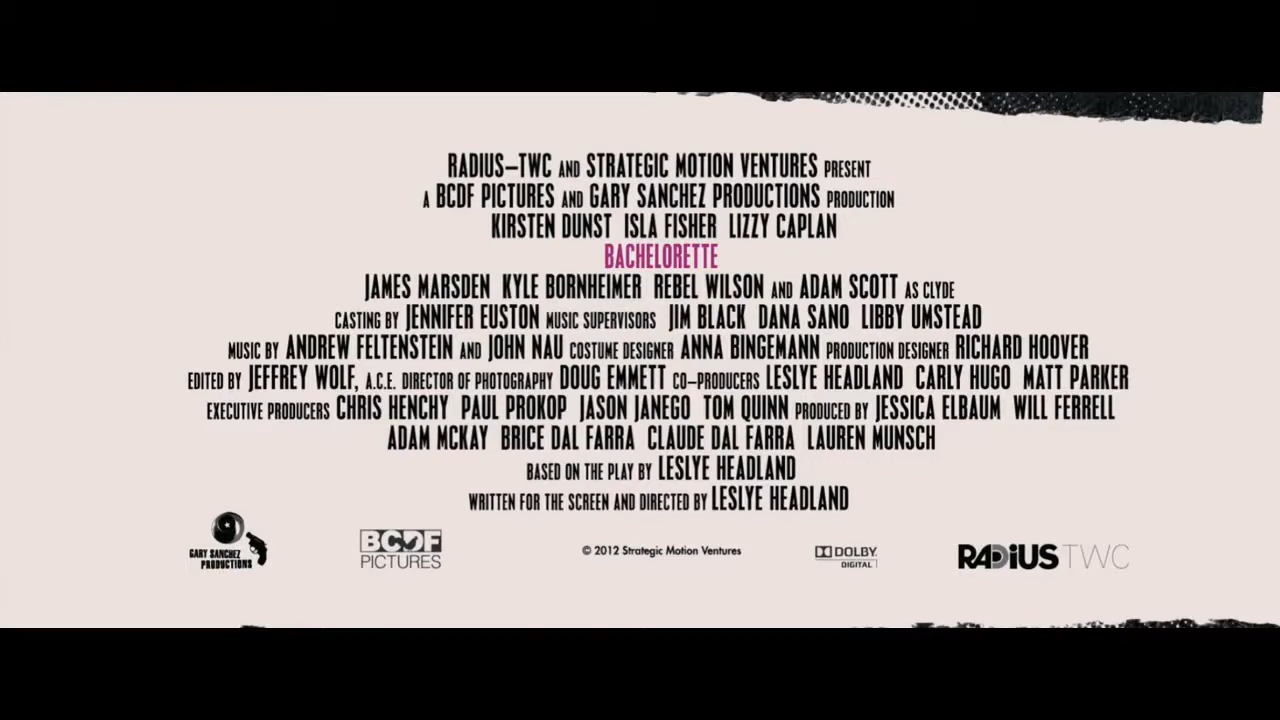 RADIUS–TWC AND STRATEGIC MOTION VENTURES PRESENT
A BCDF PICTURES AND GARY SANCHEZ PRODUCTIONS PRODUCTION
KIRSTEN DUNST ISLA FISHER LIZZY CAPLAN
BACHELORETTE
JAMES MARSDEN KYLE BORNHEIMER REBEL WILSON AND ADAM SCOTT AS CLYDE
CASTING BY JENNIFER EUSTON MUSIC SUPERVISORS JIM BLACK DANA SANO LIBBY UMSTEAD
MUSIC BY ANDREW FELTENSTEIN AND JOHN NAU COSTUME DESIGNER ANNA BINGEMANN PRODUCTION DESIGNER RICHARD HOOVER
EDITED BY JEFFREY WOLF, A.C.E. DIRECTOR OF PHOTOGRAPHY DOUG EMMETT CO–PRODUCERS LESLYE HEADLAND CARLY HUGO MATT PARKER
EXECUTIVE PRODUCERS CHRIS HENCHY PAUL PROKOP JASON JANEGO TOM QUINN PRODUCED BY JESSICA ELBAUM WILL FERRELL
ADAM MCKAY BRICE DAL FARRA CLAUDE DAL FARRA LAUREN MUNSCH
BASED ON THE PLAY BY LESLYE HEADLAND
WRITTEN FOR THE SCREEN AND DIRECTED BY LESLYE HEADLAND
GARY SANCHEZ
PRODUCTIONS
BCDF
PICTURES
© 2012 Strategic Motion Ventures
DOLBY
DIGITAL
RADiUS TWC